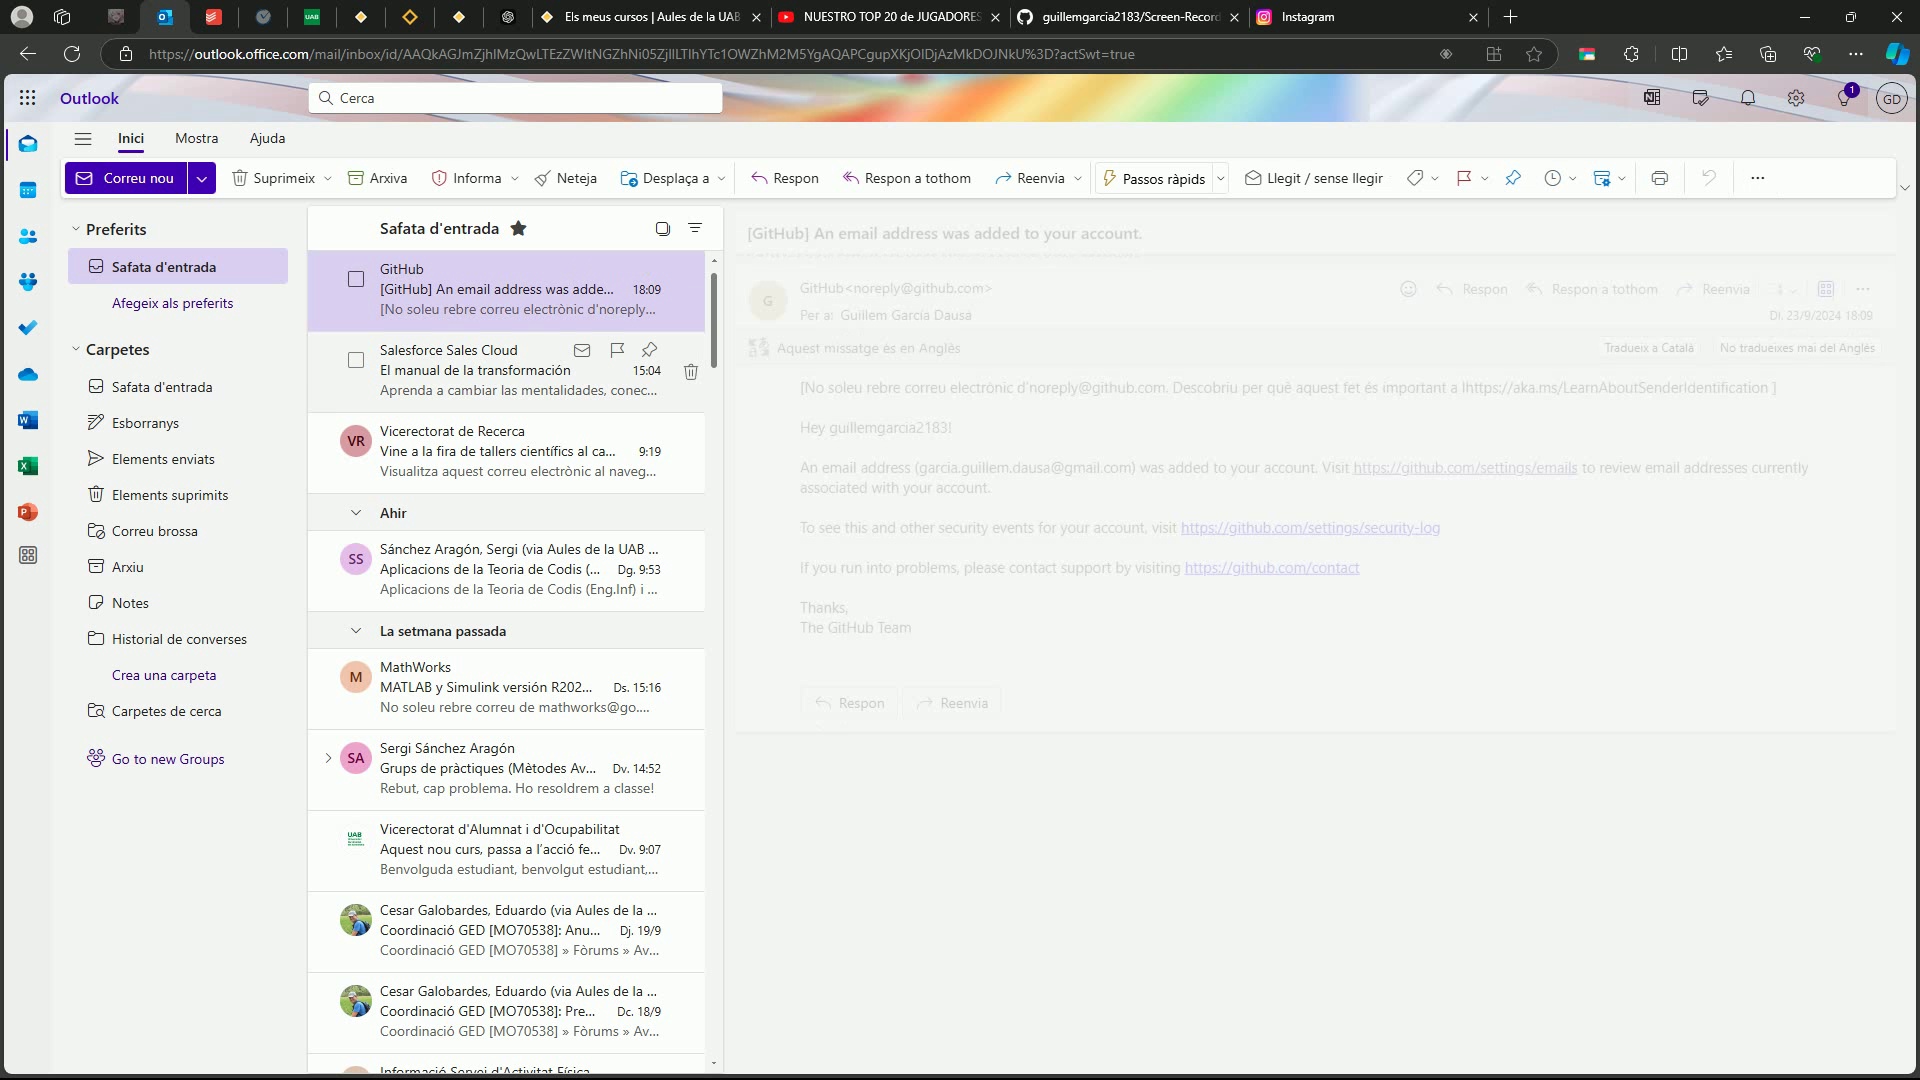 Els meus cursos | Aules de la UAB
NUESTRO TOP 20 de JUGADORES
guillemgarcia2183/Screen-Record
Instagram
https://outlook.office.com/mail/inbox/id/
Outlook
Cerca
1
GD
Inici
Mostra
Ajuda
Correu nou
Suprimeix
Arxiva
Informa
Neteja
Desplaça a
Respon
Respon a tothom
Reenvia
Passos ràpids
Llegit / sense llegir
Preferits
Safata d'entrada
Afegeix als preferits
Carpetes
Safata d'entrada
Esborranys
Elements enviats
Elements suprimits
Correu brossa
Arxiu
Notes
Historial de converses
Crea una carpeta
Carpetes de cerca
Go to new Groups
Safata d'entrada
GitHub
[GitHub] An email address was adde... 18:09
[No soleu rebre correu electrònic d'noreply...
Salesforce Sales Cloud
El manual de la transformación 15:04
Aprenda a cambiar las mentalidades, conec...
VR
Vicerectorat de Recerca
Vine a la fira de tallers científics al ca... 9:19
Visualitza aquest correu electrònic al naveg...
Ahir
SS
Sánchez Aragón, Sergi (via Aules de la UAB ...
Aplicacions de la Teoria de Codis (... Dg. 9:53
Aplicacions de la Teoria de Codis (Eng.Inf) i ...
La setmana passada
M
MathWorks
MATLAB y Simulink versión R202... Ds. 15:16
No soleu rebre correu de mathworks@go....
SA
Sergi Sánchez Aragón
Grups de pràctiques (Mètodes Av... Dv. 14:52
Rebut, cap problema. Ho resoldrem a classe!
UAB
Vicerectorat d'Alumnat i d'Ocupabilitat
Aquest nou curs, passa a l'acció fe... Dv. 9:07
Benvolguda estudiant, benvolgut estudiant,...
Cesar Galobardes, Eduardo (via Aules de la ...
Coordinació GED [MO70538]: Anu... Dj. 19/9
Coordinació GED [MO70538] » Fòrums » Av...
Cesar Galobardes, Eduardo (via Aules de la ...
Coordinació GED [MO70538]: Pre... Dc. 18/9
Coordinació GED [MO70538] » Fòrums » Av...
Informació Servei d'Activitat Física
[GitHub] An email address was added to your account.
G
GitHub<noreply@github.com>
Respon
Respon a tothom
Reenvia
Per a: Guillem Garcia Dausà
Dl. 23/9/2024 18:09
Aquest missatge és en Anglès
Tradueix a Català
No tradueixes mai del Anglès
[No soleu rebre correu electrònic d'noreply@github.com. Descobriu per què aquest fet és important a lhttps://aka.ms/LearnAboutSenderIdentification ]
Hey guillemgarcia2183!
An email address (garcia.guillem.dausa@gmail.com) was added to your account. Visit https://github.com/settings/emails to review email addresses currently
associated with your account.
To see this and other security events for your account, visit https://github.com/settings/security-log
If you run into problems, please contact support by visiting https://github.com/contact
Thanks,
The GitHub Team
Respon
Reenvia